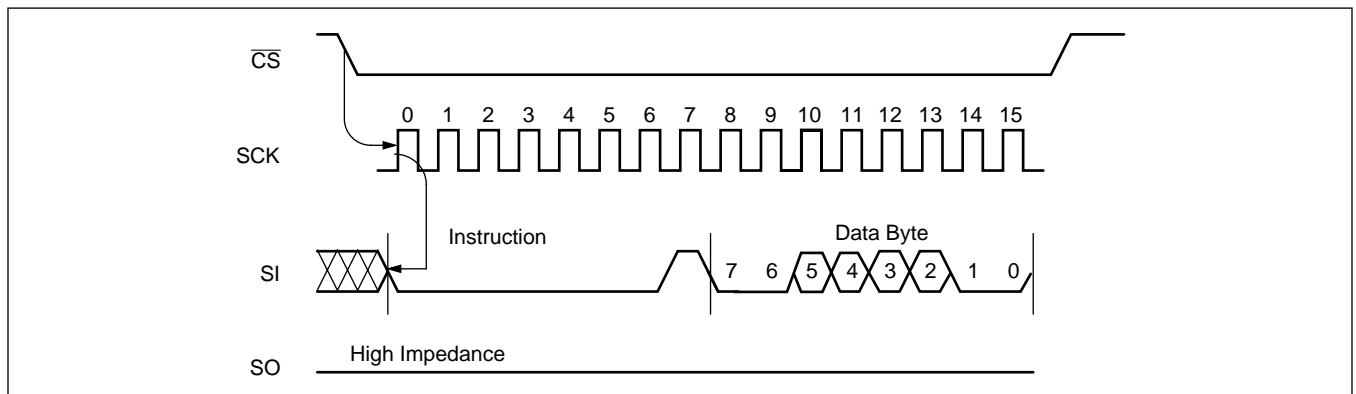 CS
0 1 2 3 4 5 6 7 8 9 10 11 12 13 14 15
SCK
Instruction
Data Byte
SI
7 6 5 4 3 2 1 0
High Impedance
SO